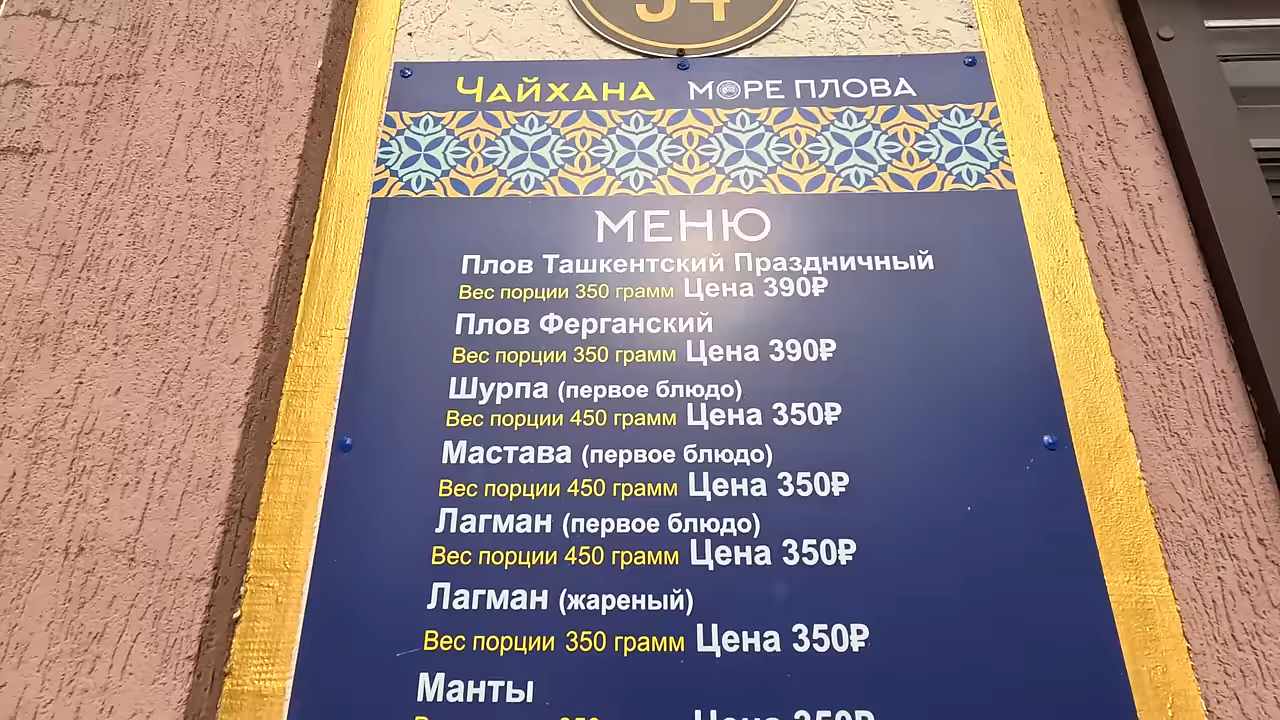 54
ЧАЙХАНА МОРЕ ПЛОВА
МЕНЮ
Плов Ташкентский Праздничный
Вес порции 350 грамм Цена 390₽
Плов Ферганский
Вес порции 350 грамм Цена 390₽
Шурпа (первое блюдо)
Вес порции 450 грамм Цена 350₽
Мастава (первое блюдо)
Вес порции 450 грамм Цена 350₽
Лагман (первое блюдо)
Вес порции 450 грамм Цена 350₽
Лагман (жареный)
Вес порции 350 грамм Цена 350₽
Манты